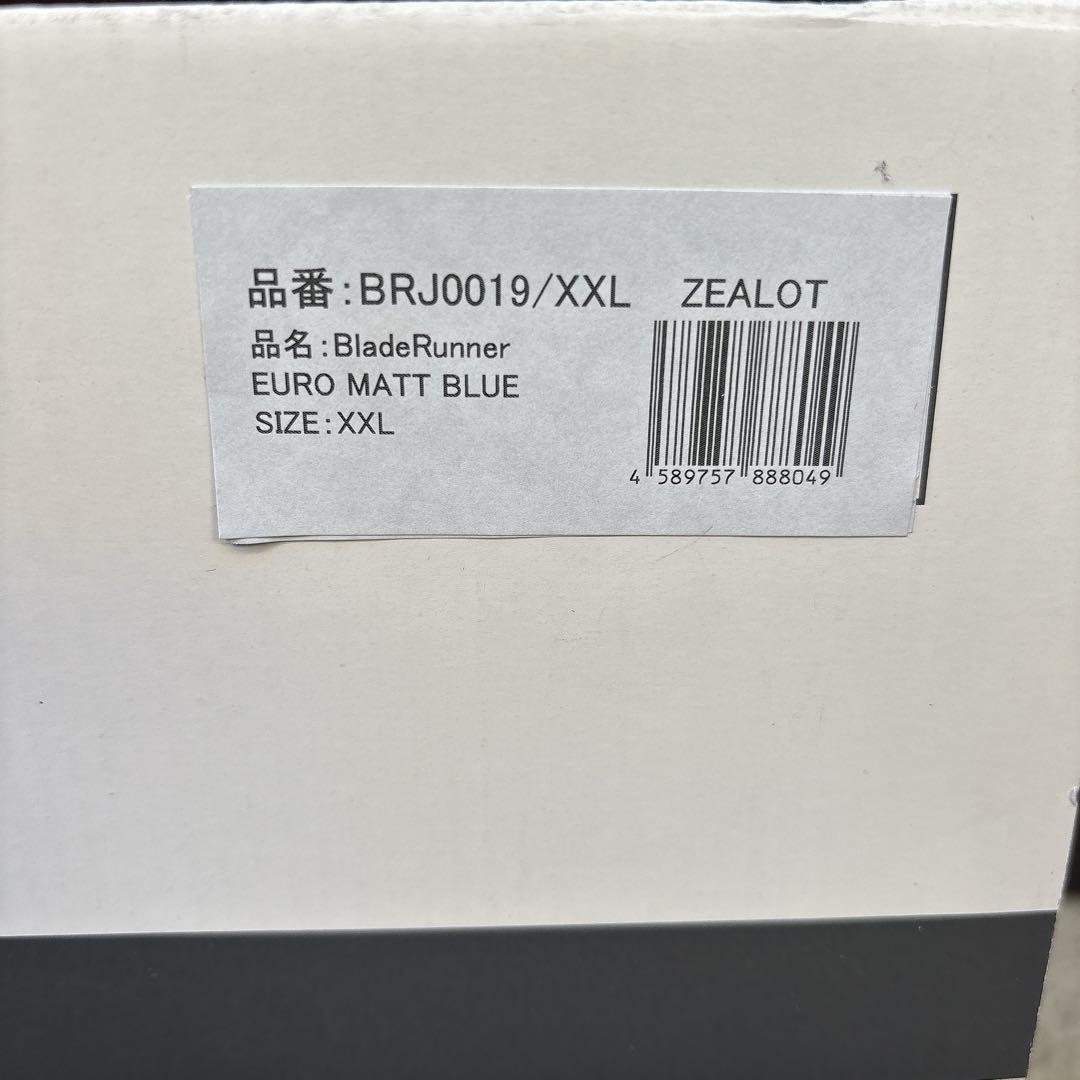 品番:BRJ0019/XXL ZEALOT
品名:BladeRunner
EURO MATT BLUE
SIZE:XXL
4 589757 888049